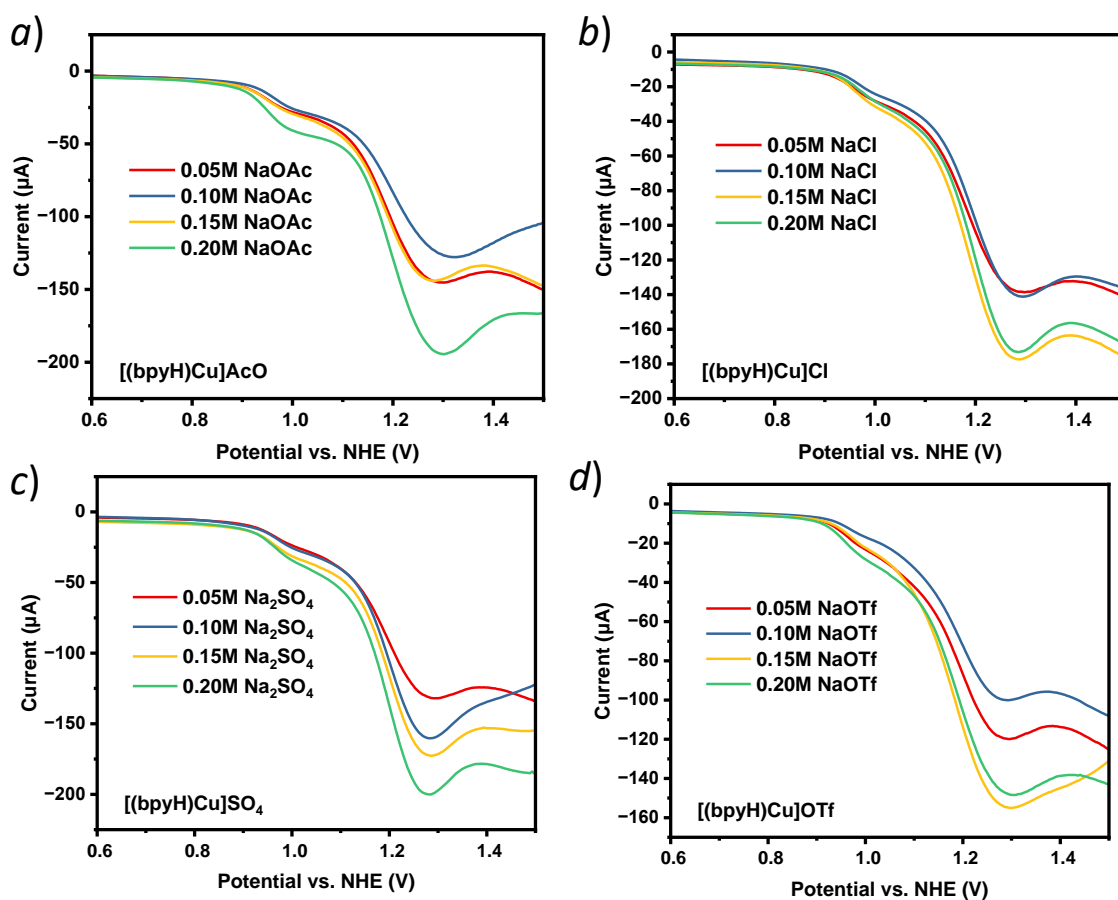 a)
0
−50
−100
−150
−200
Current (µA)
0.05M NaOAc
0.10M NaOAc
0.15M NaOAc
0.20M NaOAc
[(bpyH)Cu]AcO
0.6 0.8 1.0 1.2 1.4
Potential vs. NHE (V)
b)
0
−20
−40
−60
−80
−100
−120
−140
−160
−180
−200
Current (µA)
0.05M NaCl
0.10M NaCl
0.15M NaCl
0.20M NaCl
[(bpyH)Cu]Cl
0.6 0.8 1.0 1.2 1.4
Potential vs. NHE (V)
c)
0
−50
−100
−150
−200
Current (µA)
0.05M Na₂SO₄
0.10M Na₂SO₄
0.15M Na₂SO₄
0.20M Na₂SO₄
[(bpyH)Cu]SO₄
0.6 0.8 1.0 1.2 1.4
Potential vs. NHE (V)
d)
0
−20
−40
−60
−80
−100
−120
−140
−160
Current (µA)
0.05M NaOTf
0.10M NaOTf
0.15M NaOTf
0.20M NaOTf
[(bpyH)Cu]OTf
0.6 0.8 1.0 1.2 1.4
Potential vs. NHE (V)